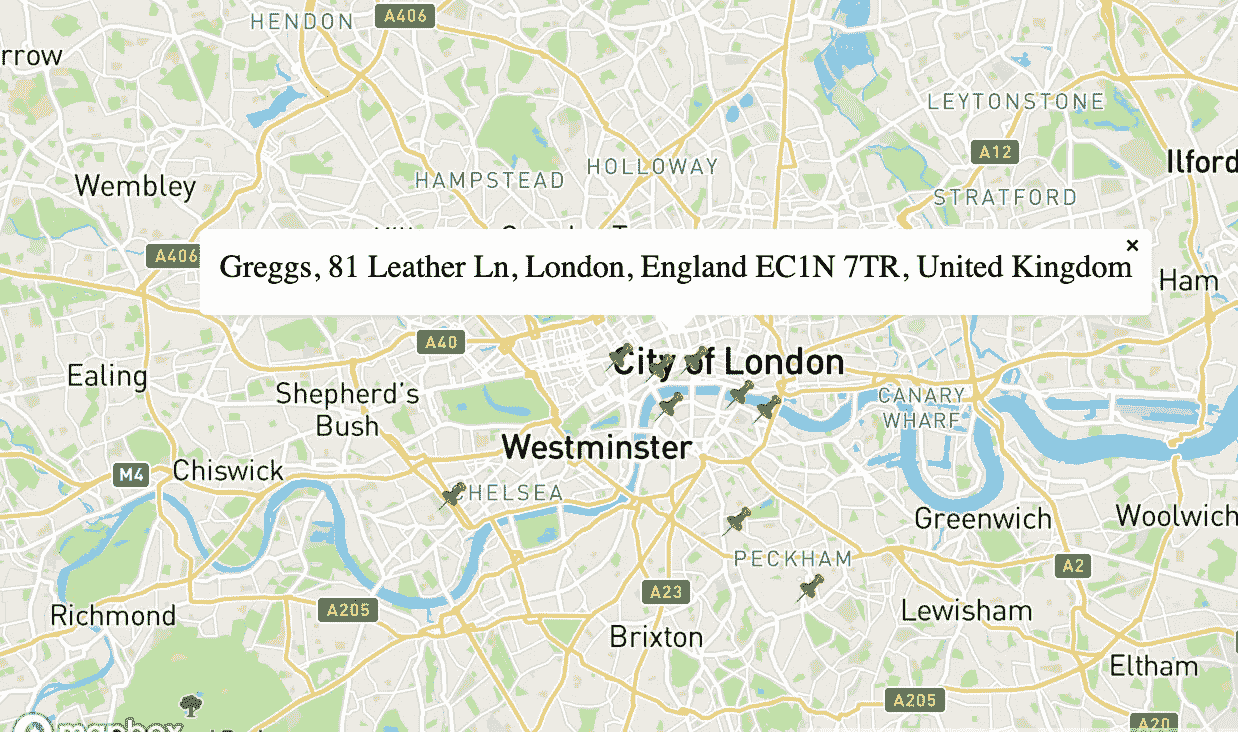 HENDON
A406
rrow
LEYTONSTONE
A12
HOLLOWAY
Ilford
HAMPSTEAD
Wembley
STRATFORD
A406
×
Greggs, 81 Leather Ln, London, England EC1N 7TR, United Kingdom
Ham
A40
City of London
Ealing
Shepherd's
Bush
CANARY
WHARF
Westminster
M4
Chiswick
CHELSEA
Greenwich
Woolwich
PECKHAM
A2
A23
A205
Richmond
Lewisham
Brixton
Eltham
A205
A20
mapbox